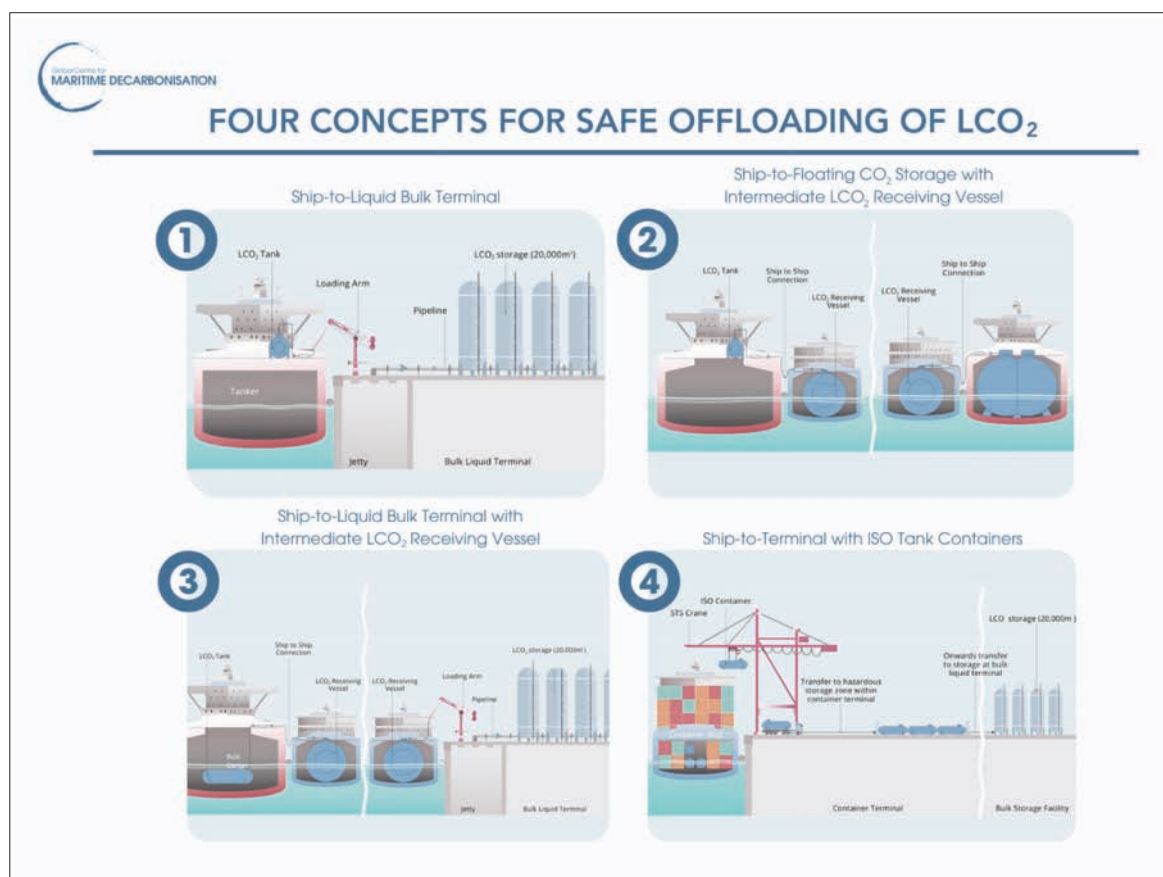 Global Centre for
MARITIME DECARBONISATION
FOUR CONCEPTS FOR SAFE OFFLOADING OF LCO₂
Ship-to-Liquid Bulk Terminal
1
LCO₂ Tank
Loading Arm
Pipeline
LCO₂ storage (20,000m³)
Tanker
Jetty
Bulk Liquid Terminal
Ship-to-Floating CO₂ Storage with
Intermediate LCO₂ Receiving Vessel
2
LCO₂ Tank
Ship to Ship
Connection
LCO₂ Receiving
Vessel
LCO₂ Receiving
Vessel
Ship to Ship
Connection
Ship-to-Liquid Bulk Terminal with
Intermediate LCO₂ Receiving Vessel
3
LCO₂ Tank
Ship to Ship
Connection
LCO₂ Receiving
Vessel
LCO₂ Receiving
Vessel
Loading Arm
Pipeline
LCO₂ storage (20,000m³)
Bulk
Jetty
Bulk Liquid Terminal
Ship-to-Terminal with ISO Tank Containers
4
ISO Container
STS Crane
Transfer to hazardous
storage zone within
container terminal
Onwards transfer
to storage at bulk
liquid terminal
LCO storage (20,000m )
Container Terminal
Bulk Storage Facility